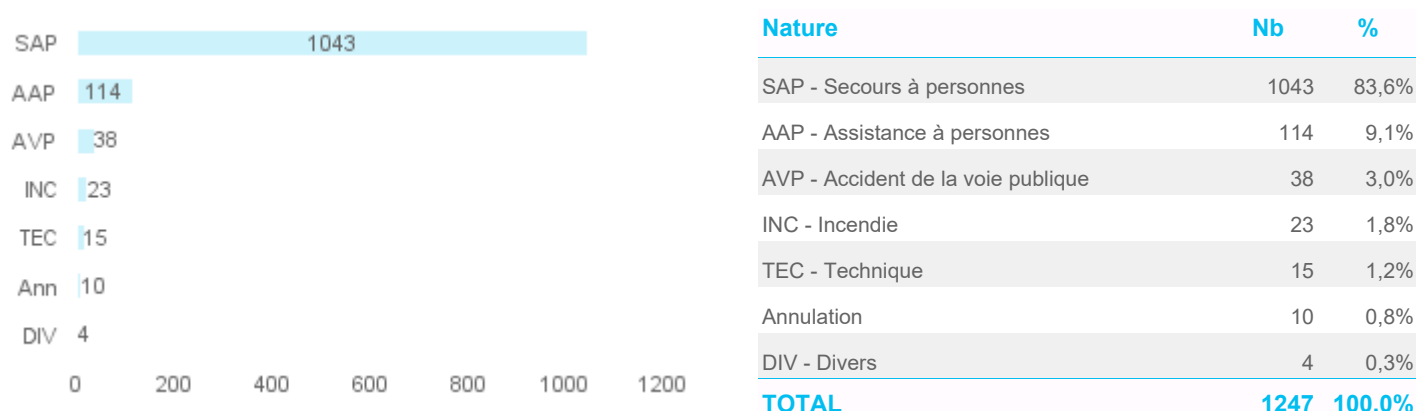 SAP 1043
AAP 114
AVP 38
INC 23
TEC 15
Ann 10
DIV 4
0 200 400 600 800 1000 1200
Nature Nb %
SAP - Secours à personnes 1043 83,6%
AAP - Assistance à personnes 114 9,1%
AVP - Accident de la voie publique 38 3,0%
INC - Incendie 23 1,8%
TEC - Technique 15 1,2%
Annulation 10 0,8%
DIV - Divers 4 0,3%
TOTAL 1247 100,0%